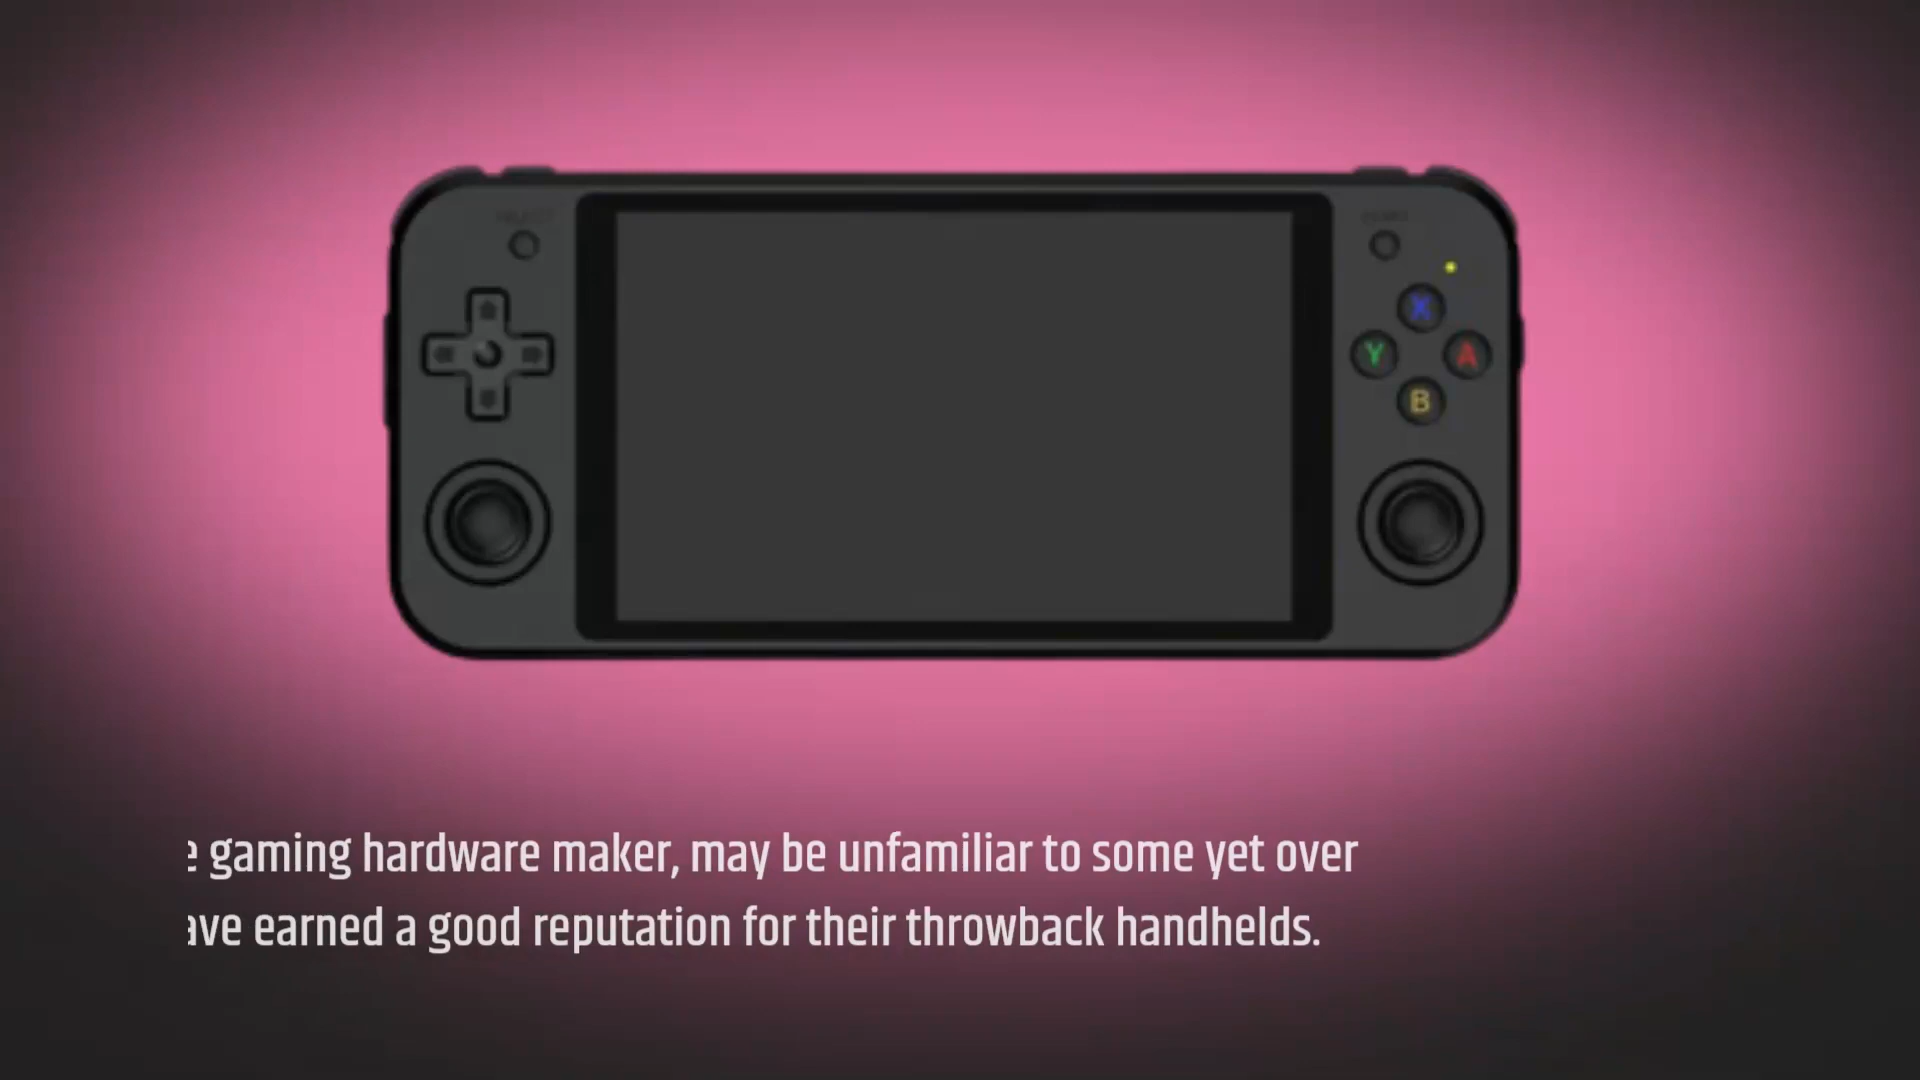 X
Y A
B
gaming hardware maker, may be unfamiliar to some yet over
earned a good reputation for their throwback handhelds.